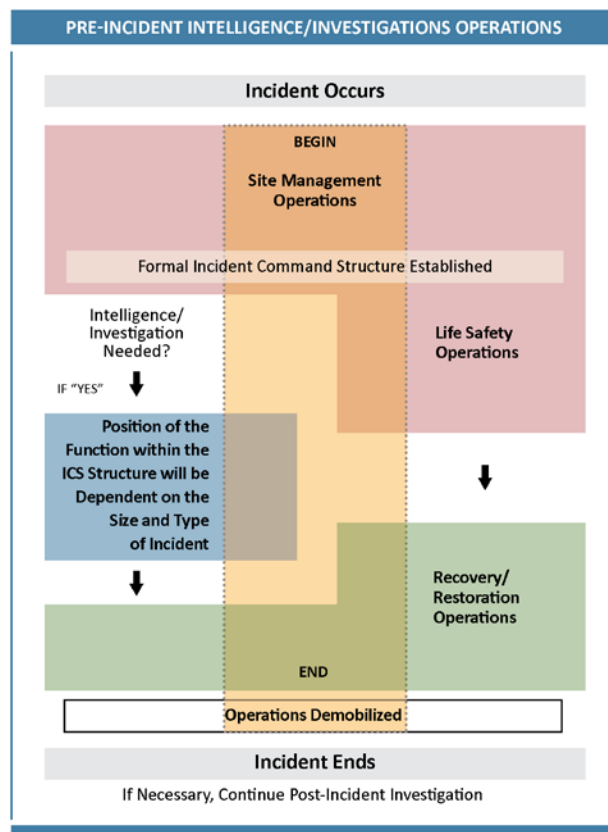 PRE-INCIDENT INTELLIGENCE/INVESTIGATIONS OPERATIONS
Incident Occurs
BEGIN
Site Management
Operations
Formal Incident Command Structure Established
Intelligence/
Investigation
Needed?
IF “YES”
Life Safety
Operations
Position of the
Function within the
ICS Structure will be
Dependent on the
Size and Type
of Incident
Recovery/
Restoration
Operations
END
Operations Demobilized
Incident Ends
If Necessary, Continue Post-Incident Investigation